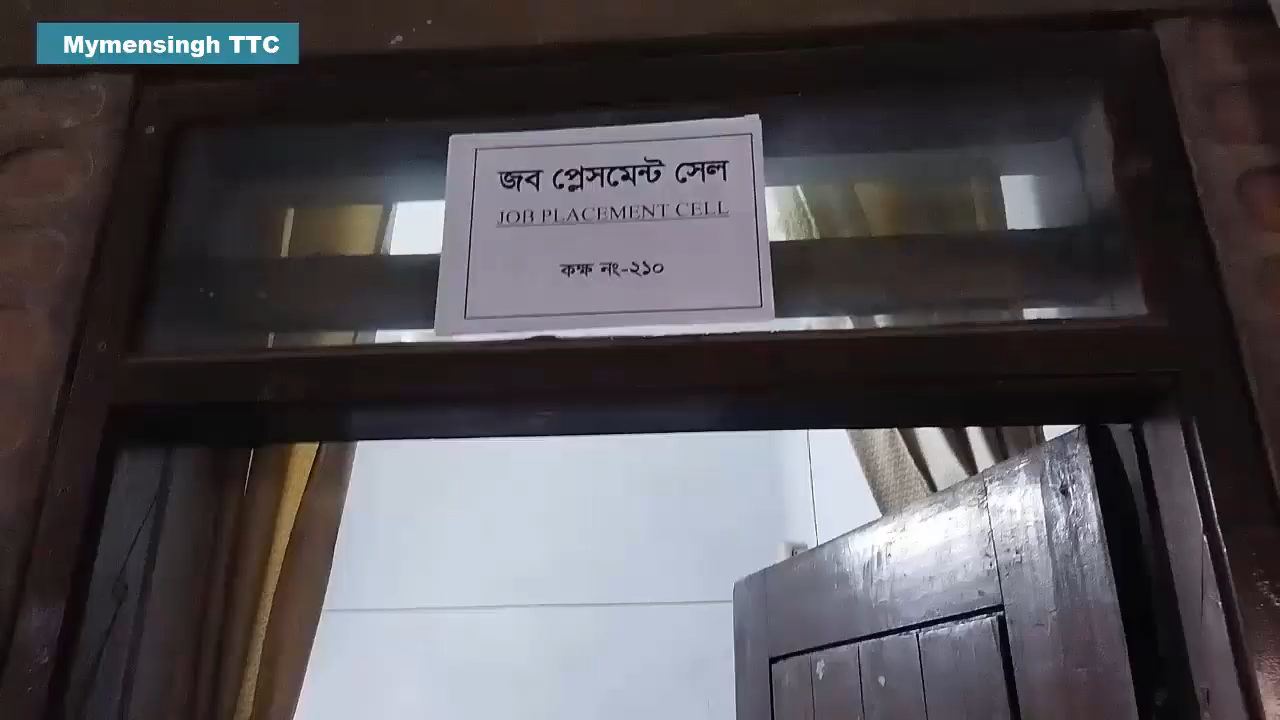 Mymensingh TTC
জব প্লেসমেন্ট সেল
JOB PLACEMENT CELL
কক্ষ নং-২১০